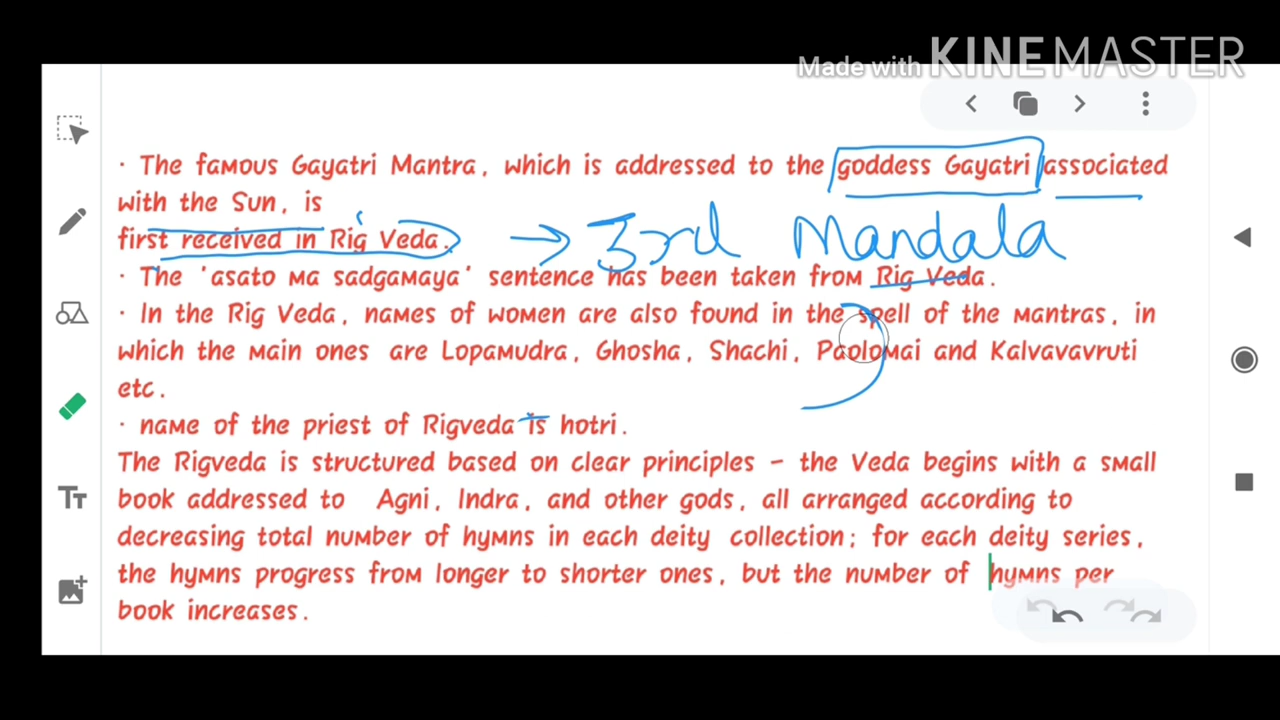 Made with KINEMASTER
· The famous Gayatri Mantra, which is addressed to the goddess Gayatri associated
with the Sun, is
first received in Rig Veda. → 3rd Mandala
· The 'asato ma sadgamaya' sentence has been taken from Rig Veda.
· In the Rig Veda, names of women are also found in the spell of the mantras, in
which the main ones are Lopamudra, Ghosha, Shachi, Paolomai and Kalvavavruti
etc.
· name of the priest of Rigveda is hotri.
The Rigveda is structured based on clear principles - the Veda begins with a small
book addressed to Agni, Indra, and other gods, all arranged according to
decreasing total number of hymns in each deity collection; for each deity series,
the hymns progress from longer to shorter ones, but the number of hymns per
book increases.
TT